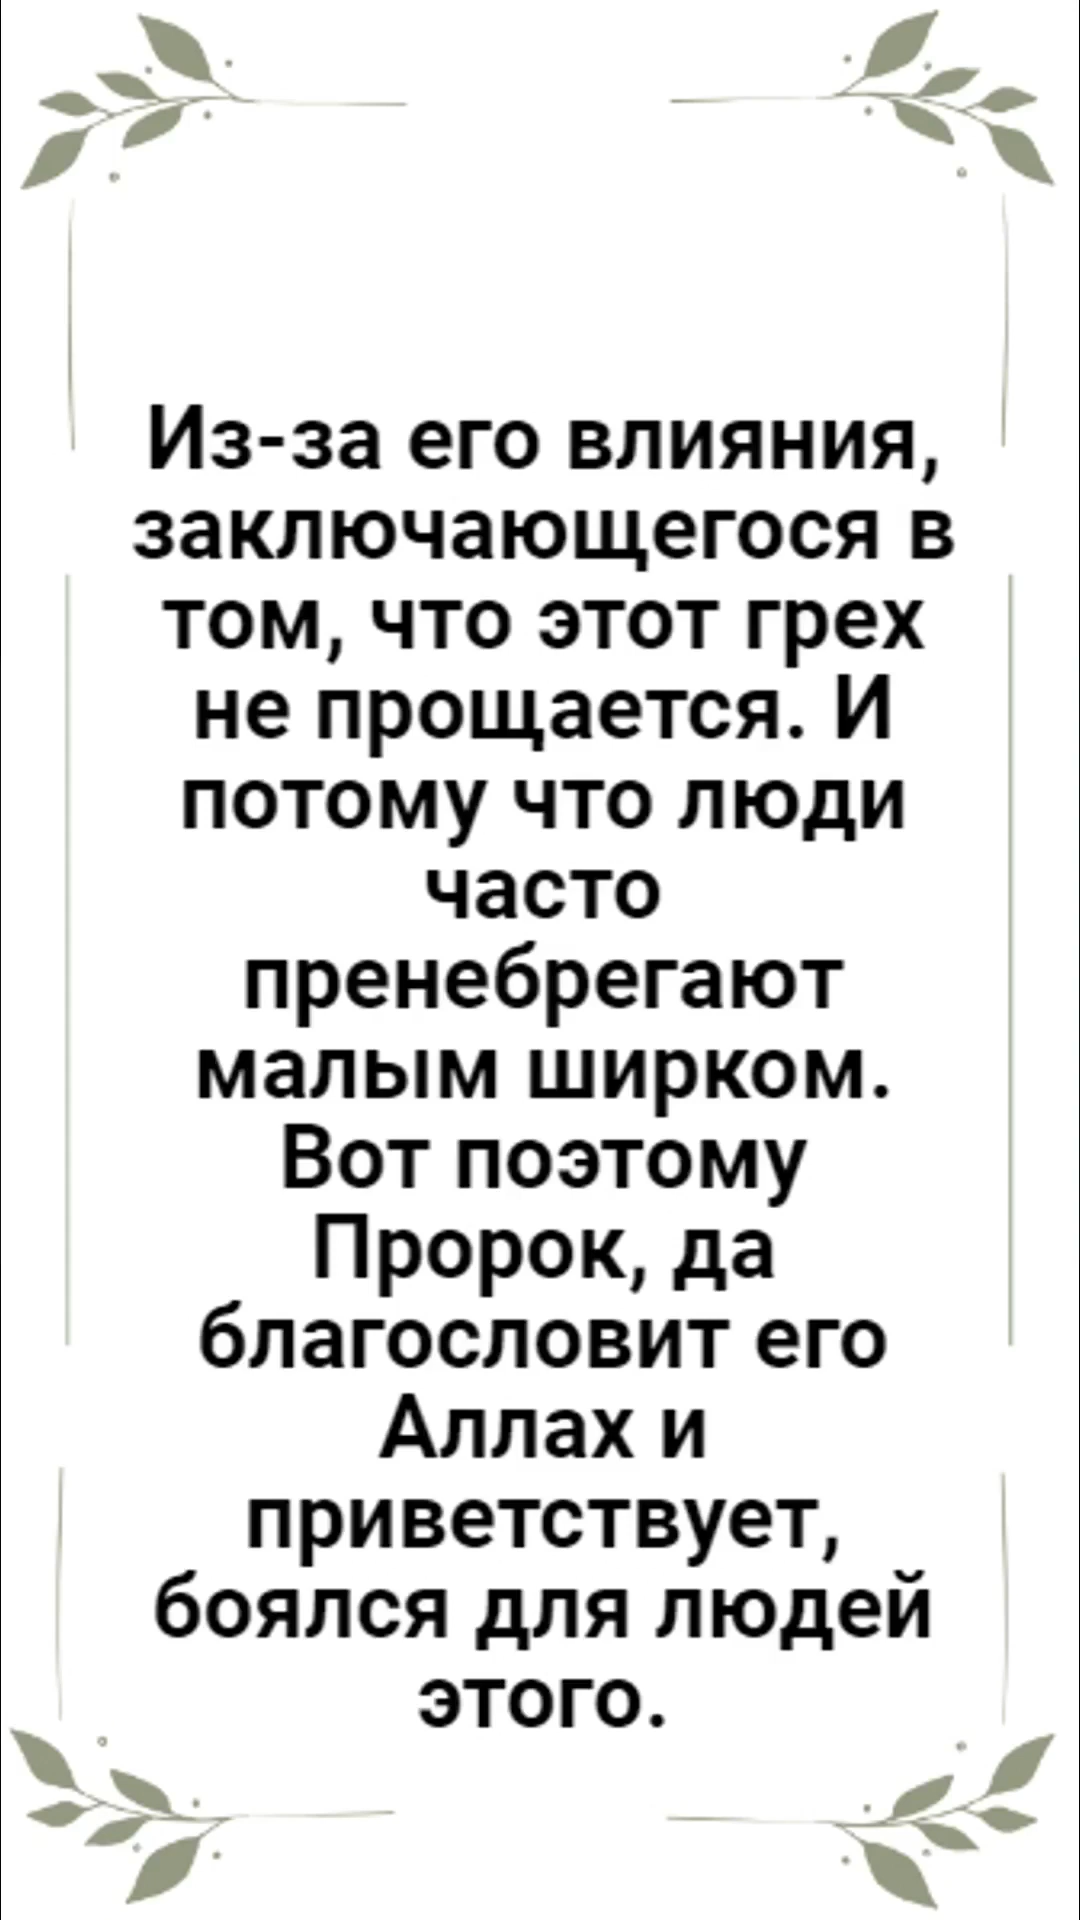 Из-за его влияния,
заключающегося в
том, что этот грех
не прощается. И
потому что люди
часто
пренебрегают
малым ширком.
Вот поэтому
Пророк, да
благословит его
Аллах и
приветствует,
боялся для людей
этого.